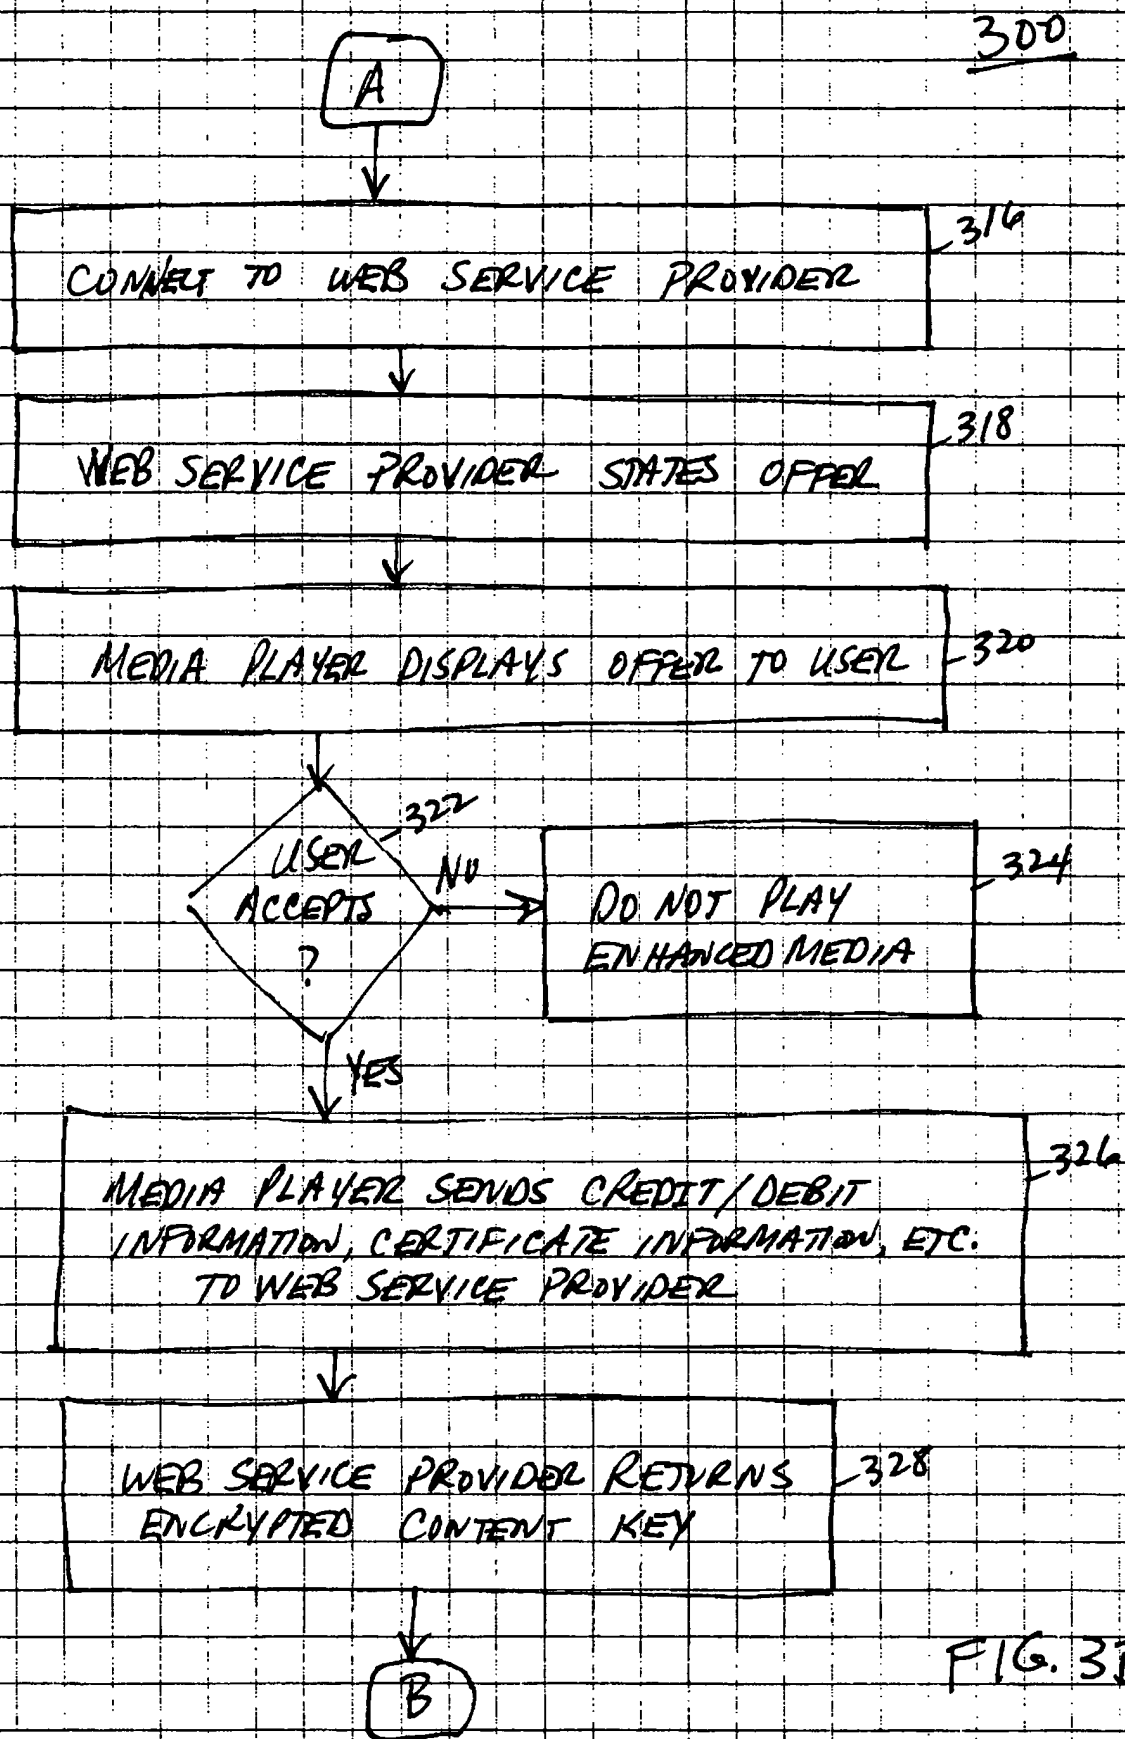 300
A
316
CONNECT TO WEB SERVICE PROVIDER
318
WEB SERVICE PROVIDER STATES OFFER
320
MEDIA PLAYER DISPLAYS OFFER TO USER
322
USER
ACCEPTS
?
NO
324
DO NOT PLAY
ENHANCED MEDIA
YES
326
MEDIA PLAYER SENDS CREDIT/DEBIT
INFORMATION, CERTIFICATE INFORMATION, ETC.
TO WEB SERVICE PROVIDER
328
WEB SERVICE PROVIDER RETURNS
ENCRYPTED CONTENT KEY
B
FIG.